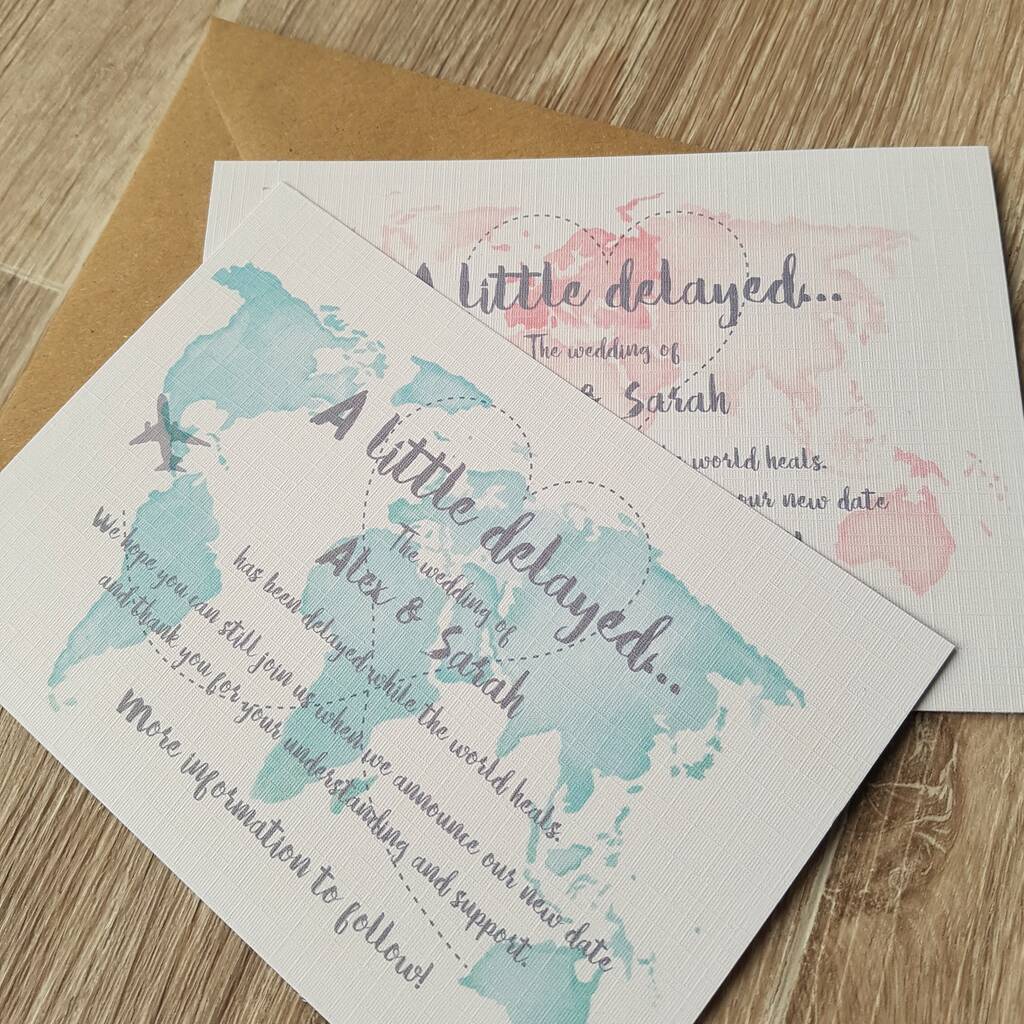 A little delayed...
The wedding of
Alex & Sarah
has been delayed while the world heals.
We hope you can still join us when we announce our new date
and thank you for your understanding and support.
More information to follow!
A little delayed...
The wedding of
& Sarah
world heals.
our new date